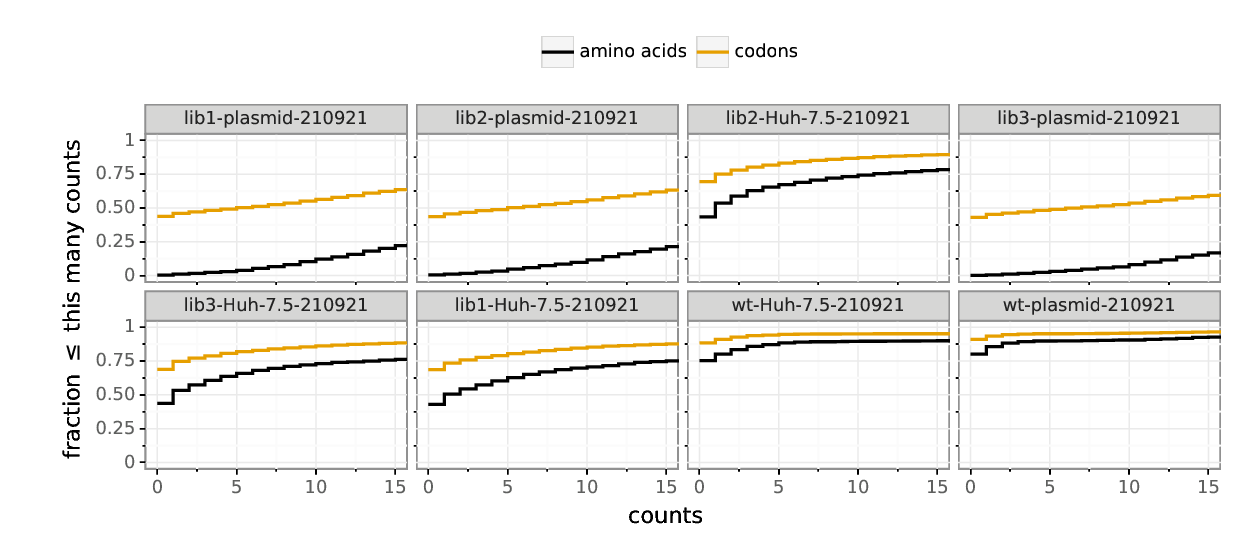 amino acids codons
lib1-plasmid-210921 lib2-plasmid-210921 lib2-Huh-7.5-210921 lib3-plasmid-210921
1
0.75
0.50
0.25
0
lib3-Huh-7.5-210921 lib1-Huh-7.5-210921 wt-Huh-7.5-210921 wt-plasmid-210921
1
0.75
0.50
0.25
0
0 5 10 15 0 5 10 15 0 5 10 15 0 5 10 15
counts
fraction ≤ this many counts